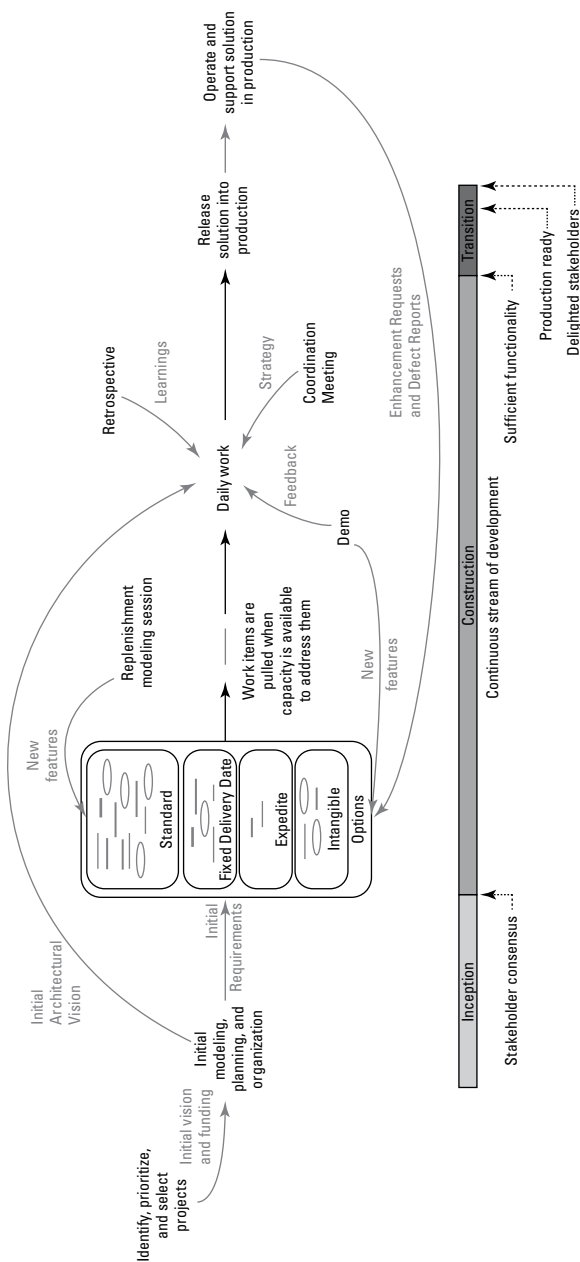 Identify, prioritize,
and select
projects
Initial vision
and funding
Initial
modeling,
planning, and
organization
Initial
Architectural
Vision
Initial
Requirements
New
features
Replenishment
modeling session
Standard
Fixed Delivery Date
Expedite
Intangible
Options
Work items are
pulled when
capacity is available
to address them
New
features
Demo
Feedback
Daily work
Retrospective
Learnings
Strategy
Coordination
Meeting
Release
solution into
production
Operate and
support solution
in production
Enhancement Requests
and Defect Reports
Inception
Construction
Transition
Continuous stream of development
Stakeholder consensus
Sufficient functionality
Production ready
Delighted stakeholders